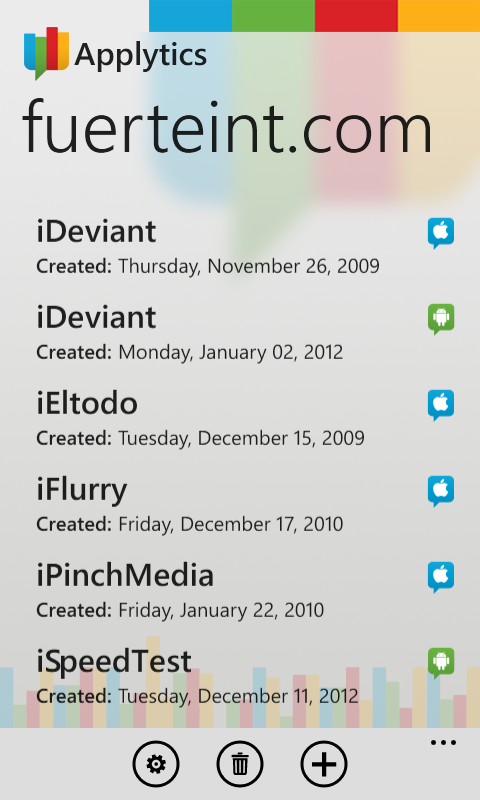 Applytics
fuerteint.com
iDeviant
Created: Thursday, November 26, 2009
iDeviant
Created: Monday, January 02, 2012
iEltodo
Created: Tuesday, December 15, 2009
iFlurry
Created: Friday, December 17, 2010
iPinchMedia
Created: Friday, January 22, 2010
iSpeedTest
Created: Tuesday, December 11, 2012